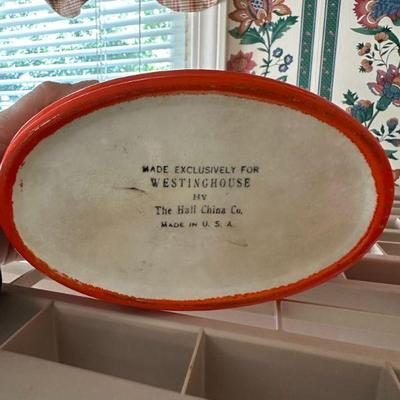 MADE EXCLUSIVELY FOR
WESTINGHOUSE
BY
The Hall China Co.
MADE IN U. S. A.